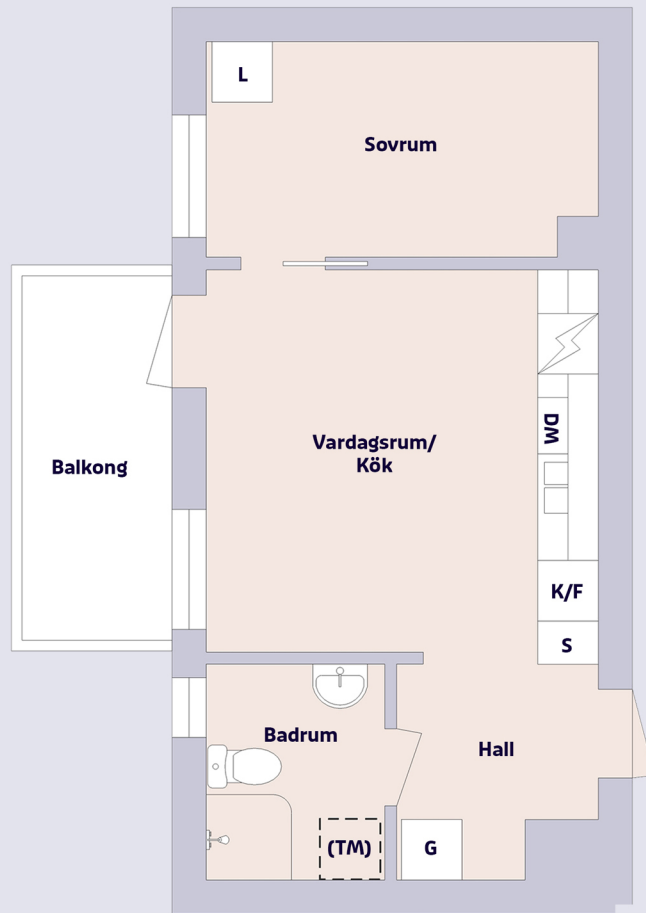 L
Sovrum
Vardagsrum/
Kök
DM
Balkong
K/F
S
Badrum
Hall
(TM)
G